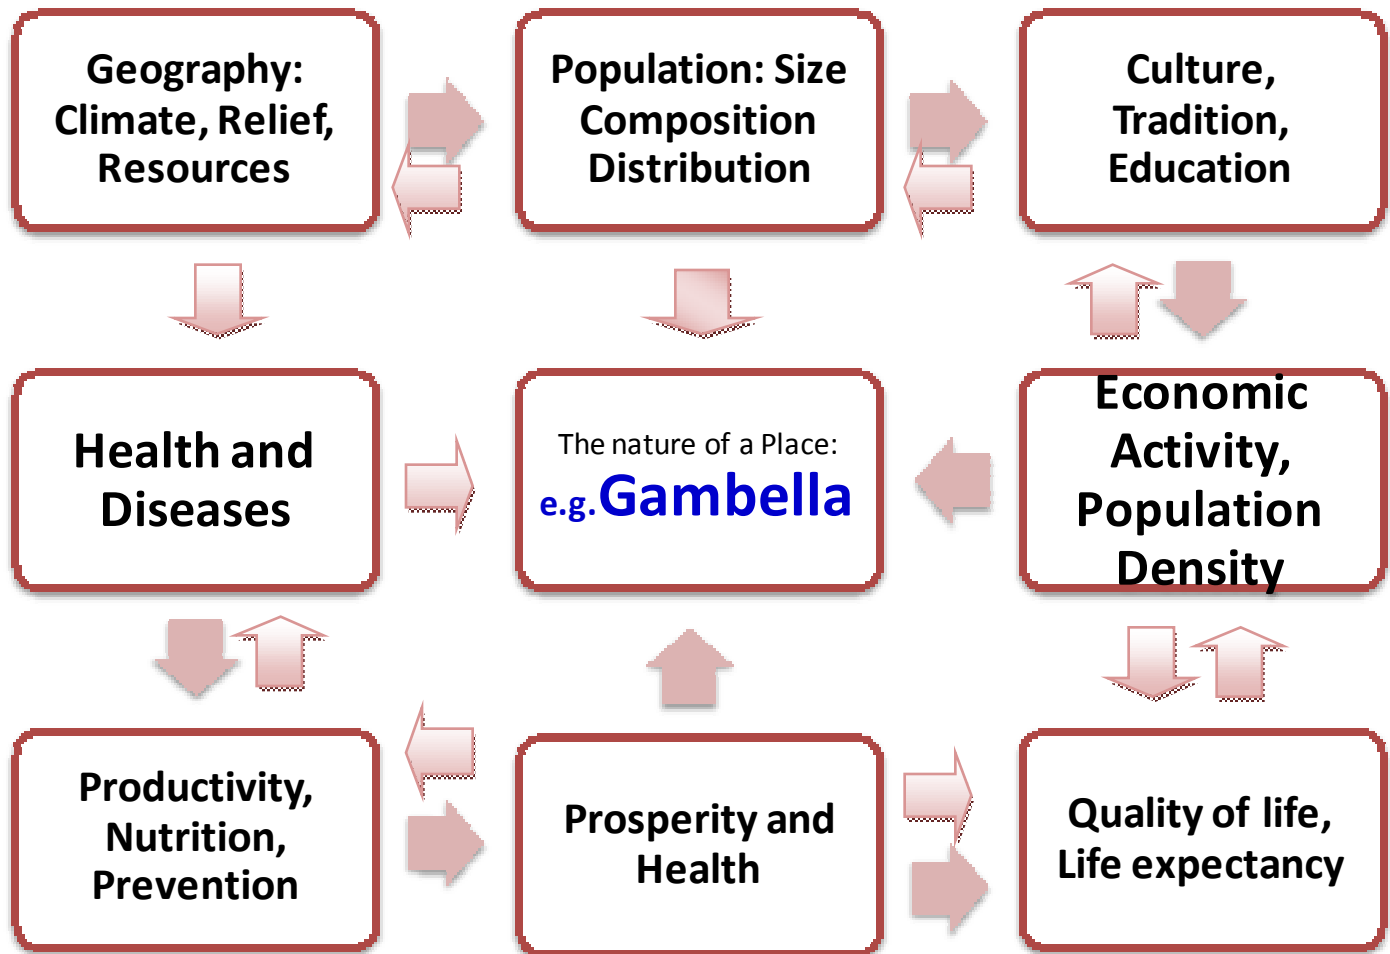 Geography:
Climate, Relief,
Resources
Population: Size
Composition
Distribution
Culture,
Tradition,
Education
Health and
Diseases
The nature of a Place:
e.g.Gambella
Economic
Activity,
Population
Density
Productivity,
Nutrition,
Prevention
Prosperity and
Health
Quality of life,
Life expectancy